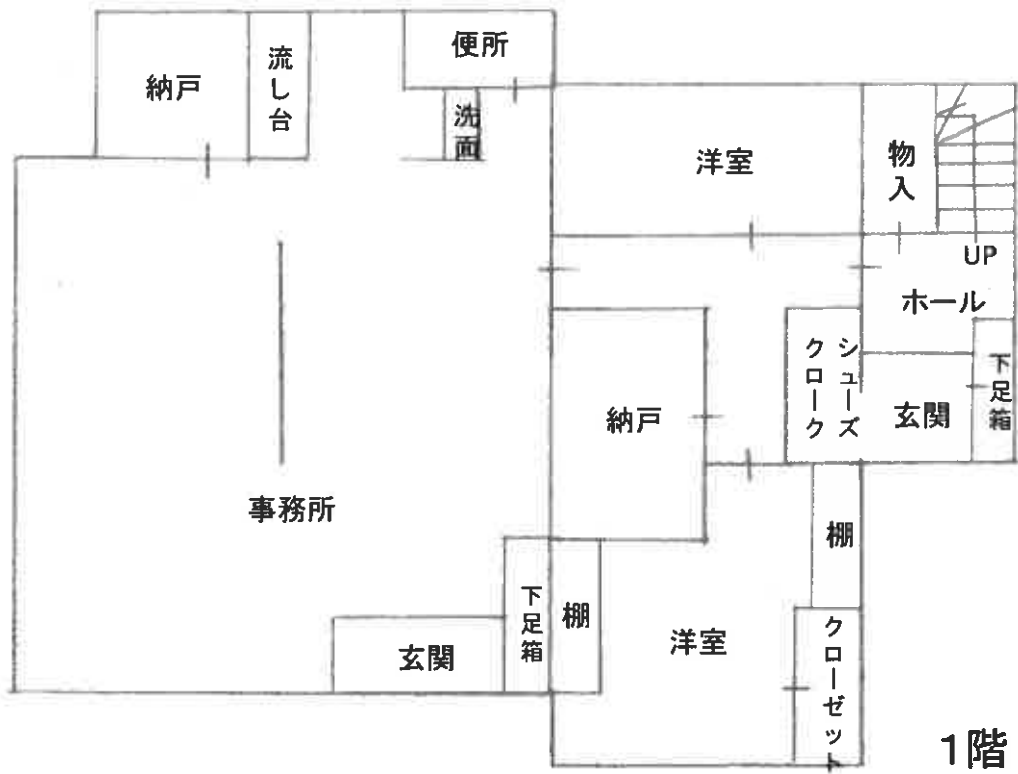 便所
納戸
流し台
洗面
洋室
物入
UP
ホール
シューズ
クローク
下足箱
玄関
納戸
事務所
棚
下足箱
棚
玄関
洋室
クローゼット
1階